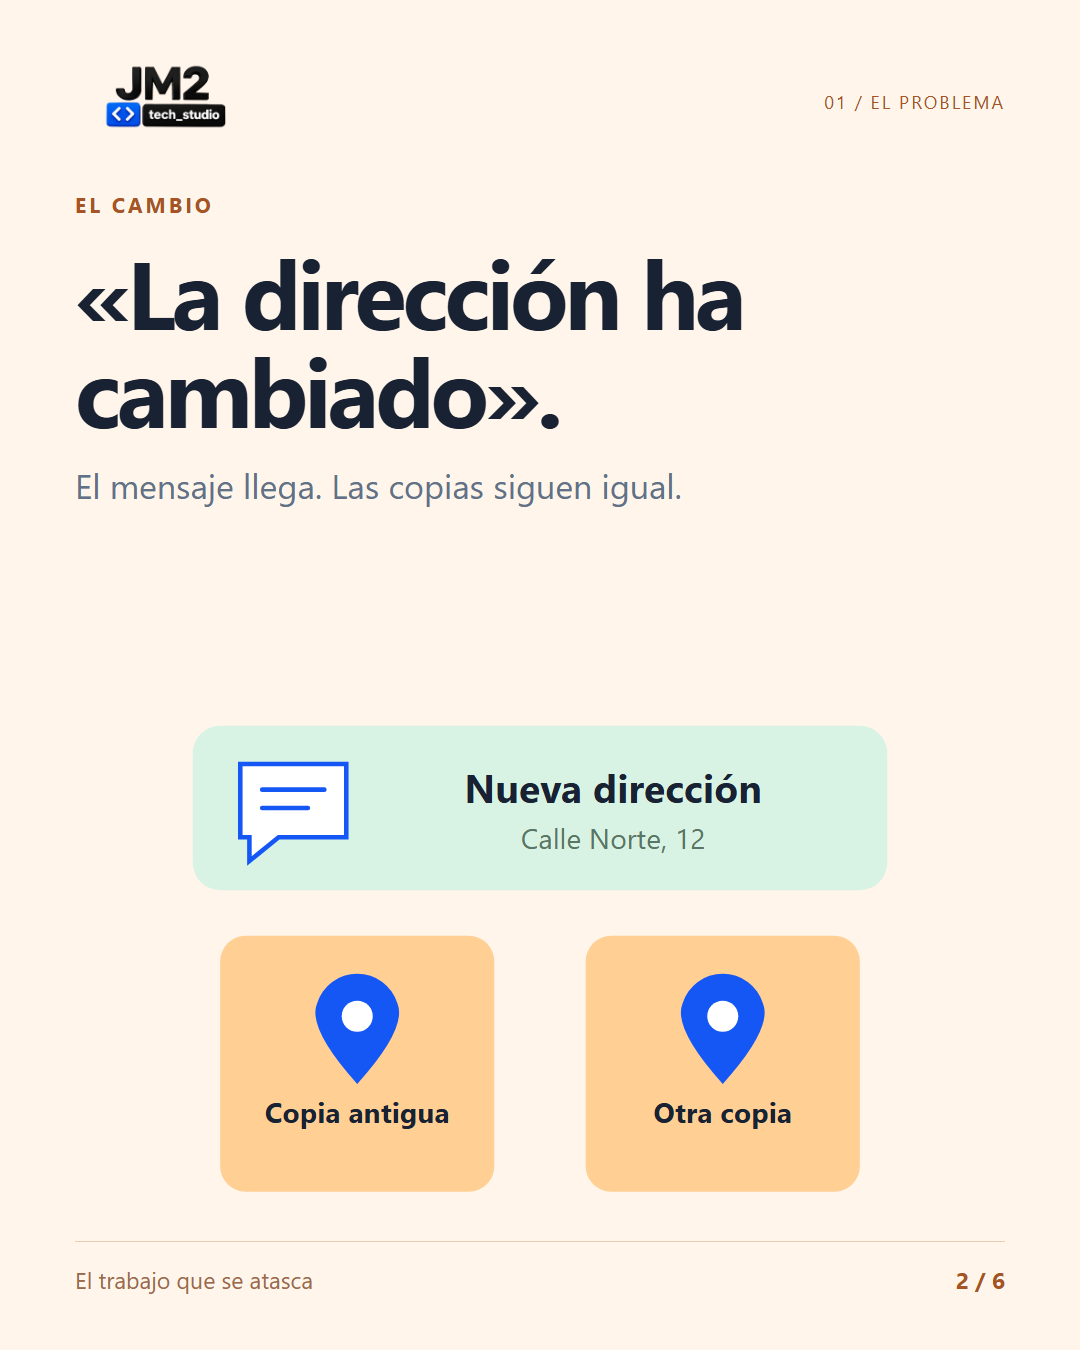 JM2
<> tech_studio
01 / EL PROBLEMA
EL CAMBIO
«La dirección ha
cambiado».
El mensaje llega. Las copias siguen igual.
Nueva dirección
Calle Norte, 12
Copia antigua
Otra copia
El trabajo que se atasca
2 / 6